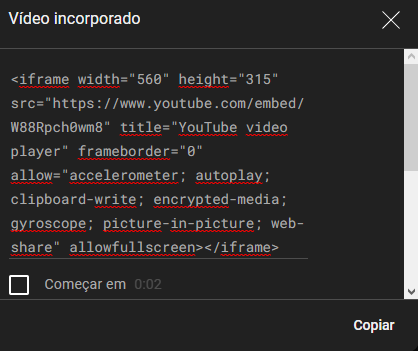 Vídeo incorporado
<iframe width="560" height="315"
src="https://www.youtube.com/embed/
W88Rpch0wm8" title="YouTube video
player" frameborder="0"
allow="accelerometer; autoplay;
clipboard-write; encrypted-media;
gyroscope; picture-in-picture; web-
share" allowfullscreen></iframe>
Começar em 0:02
Copiar